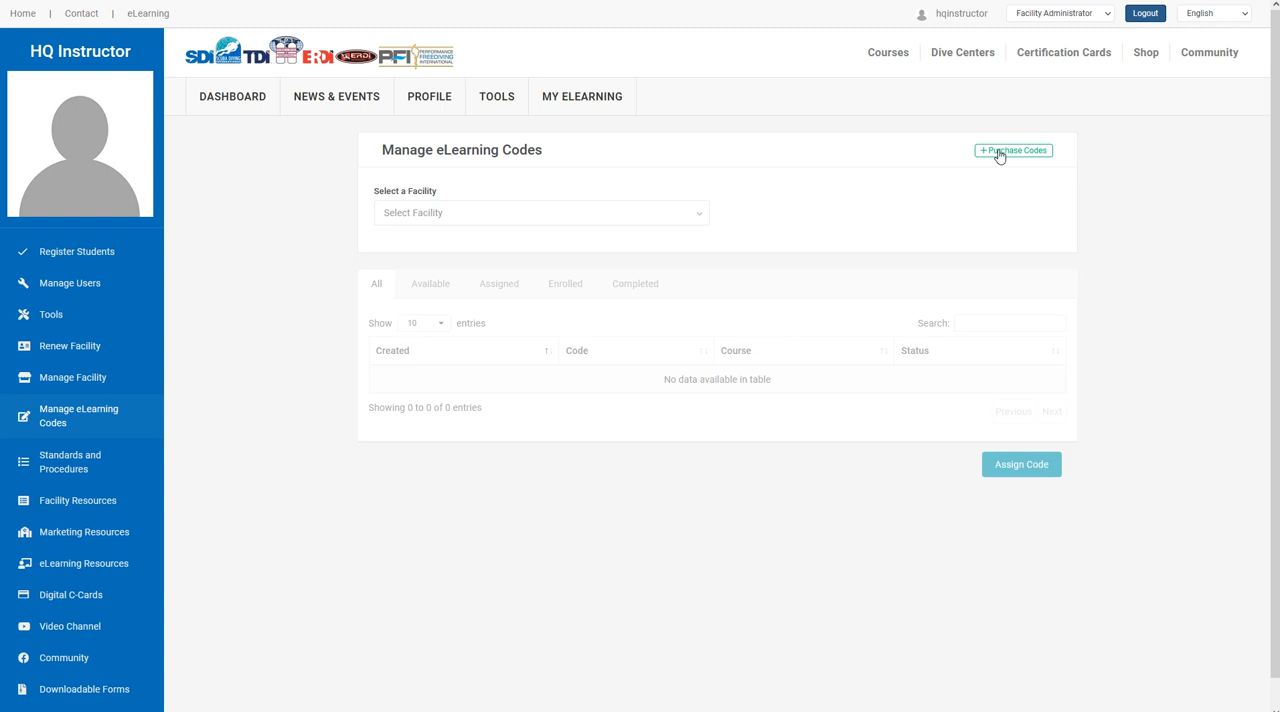 Home | Contact | eLearning
hqinstructor Facility Administrator Logout English
HQ Instructor
SDI TDI ERDI ERDI PFI PERFORMANCE FREEDIVING INTERNATIONAL
Courses Dive Centers Certification Cards Shop Community
DASHBOARD NEWS & EVENTS PROFILE TOOLS MY ELEARNING
Register Students
Manage Users
Tools
Renew Facility
Manage Facility
Manage eLearning
Codes
Standards and
Procedures
Facility Resources
Marketing Resources
eLearning Resources
Digital C-Cards
Video Channel
Community
Downloadable Forms
Manage eLearning Codes
+ Purchase Codes
Select a Facility
Select Facility
All Available Assigned Enrolled Completed
Show 10 entries Search:
Created Code Course Status
No data available in table
Showing 0 to 0 of 0 entries
Previous Next
Assign Code